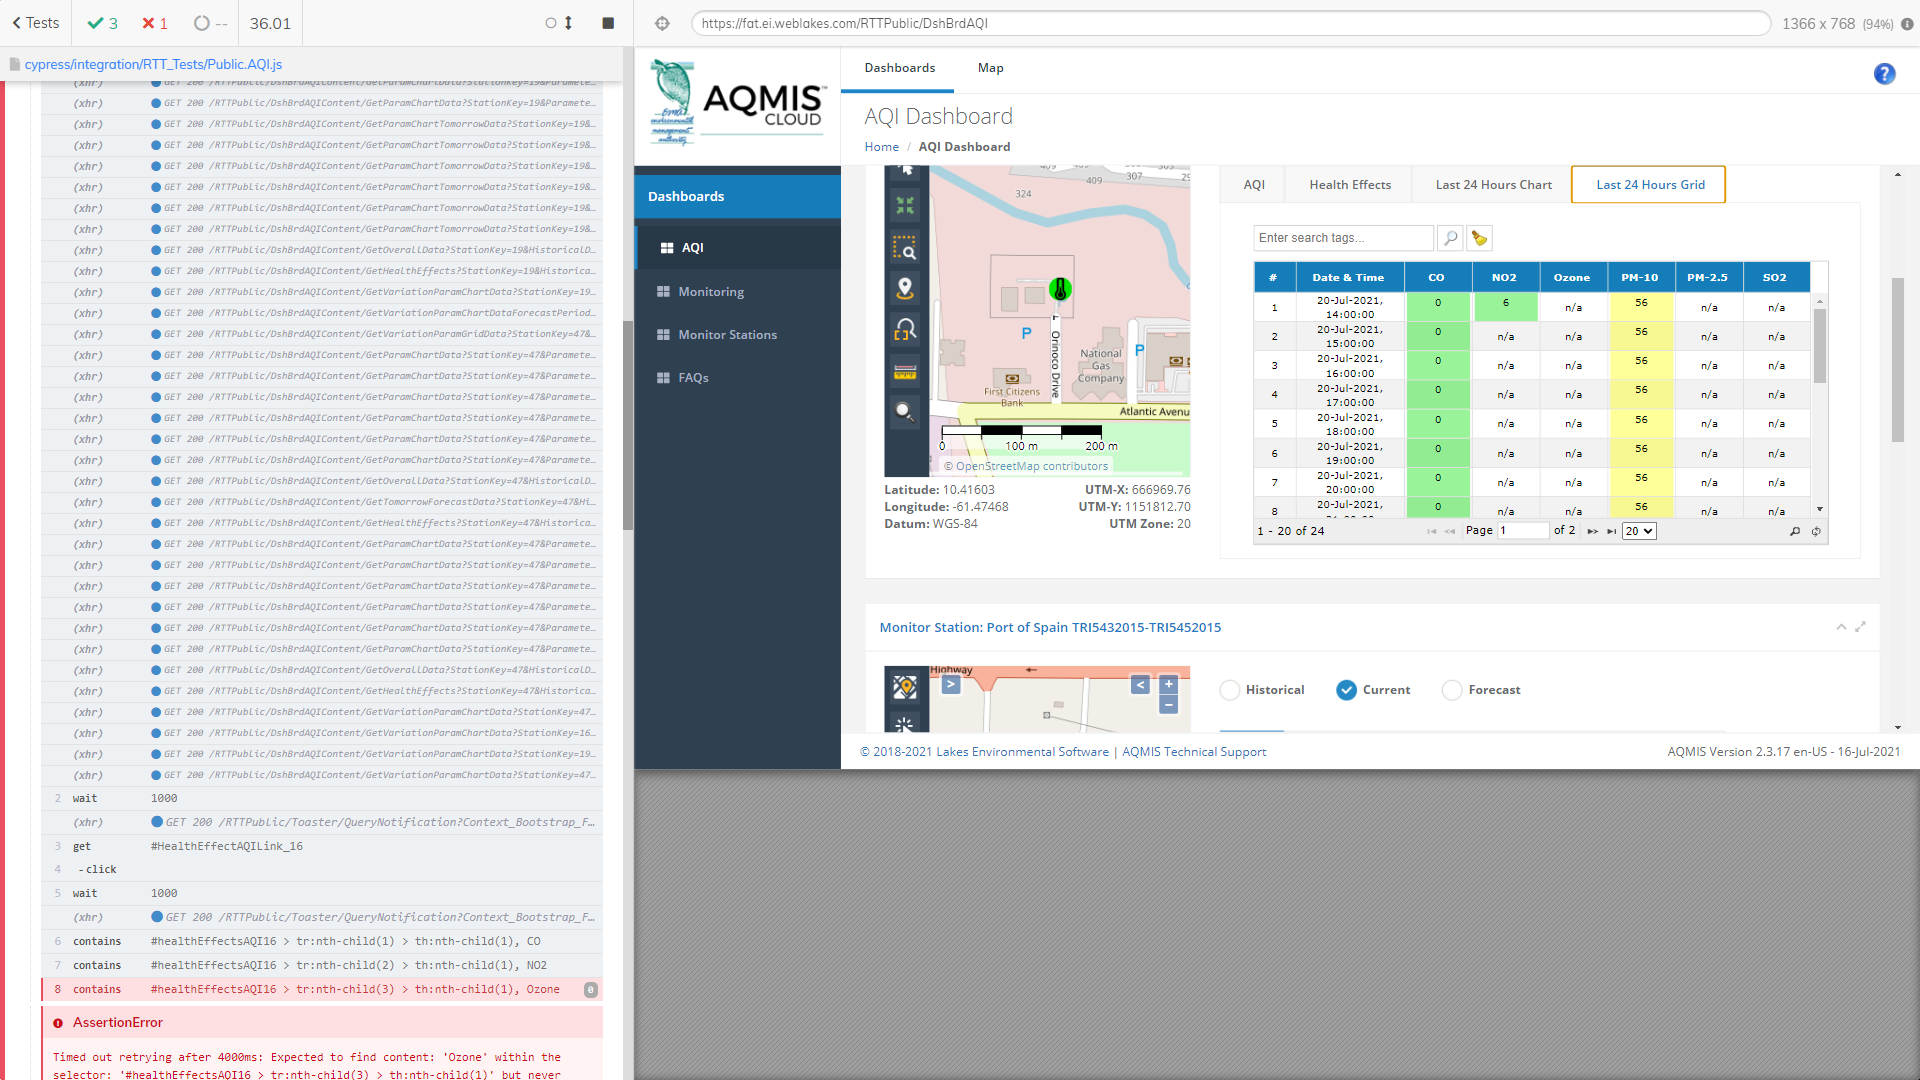 Tests
3
1
--
36.01
https://fat.ei.weblakes.com/RTTPublic/DshBrdAQI
1366 x 768 (94%)
cypress/integration/RTT_Tests/Public.AQI.js
(xhr) GET 200 /RTTPublic/DshBrdAQIContent/GetParamChartData?StationKey=19&Paramete...
(xhr) GET 200 /RTTPublic/DshBrdAQIContent/GetParamChartData?StationKey=19&Paramete...
(xhr) GET 200 /RTTPublic/DshBrdAQIContent/GetParamChartTomorrowData?StationKey=19&...
(xhr) GET 200 /RTTPublic/DshBrdAQIContent/GetParamChartTomorrowData?StationKey=19&...
(xhr) GET 200 /RTTPublic/DshBrdAQIContent/GetParamChartTomorrowData?StationKey=19&...
(xhr) GET 200 /RTTPublic/DshBrdAQIContent/GetParamChartTomorrowData?StationKey=19&...
(xhr) GET 200 /RTTPublic/DshBrdAQIContent/GetParamChartTomorrowData?StationKey=19&...
(xhr) GET 200 /RTTPublic/DshBrdAQIContent/GetParamChartTomorrowData?StationKey=19&...
(xhr) GET 200 /RTTPublic/DshBrdAQIContent/GetOverallData?StationKey=19&HistoricalD...
(xhr) GET 200 /RTTPublic/DshBrdAQIContent/GetHealthEffects?StationKey=19&Historica...
(xhr) GET 200 /RTTPublic/DshBrdAQIContent/GetVariationParamChartData?StationKey=19...
(xhr) GET 200 /RTTPublic/DshBrdAQIContent/GetVariationParamChartDataForecastPeriod...
(xhr) GET 200 /RTTPublic/DshBrdAQIContent/GetVariationParamGridData?StationKey=47&...
(xhr) GET 200 /RTTPublic/DshBrdAQIContent/GetParamChartData?StationKey=47&Paramete...
(xhr) GET 200 /RTTPublic/DshBrdAQIContent/GetParamChartData?StationKey=47&Paramete...
(xhr) GET 200 /RTTPublic/DshBrdAQIContent/GetParamChartData?StationKey=47&Paramete...
(xhr) GET 200 /RTTPublic/DshBrdAQIContent/GetParamChartData?StationKey=47&Paramete...
(xhr) GET 200 /RTTPublic/DshBrdAQIContent/GetParamChartData?StationKey=47&Paramete...
(xhr) GET 200 /RTTPublic/DshBrdAQIContent/GetParamChartData?StationKey=47&Paramete...
(xhr) GET 200 /RTTPublic/DshBrdAQIContent/GetOverallData?StationKey=47&HistoricalD...
(xhr) GET 200 /RTTPublic/DshBrdAQIContent/GetTomorrowForecastData?StationKey=47&Hi...
(xhr) GET 200 /RTTPublic/DshBrdAQIContent/GetHealthEffects?StationKey=47&Historica...
(xhr) GET 200 /RTTPublic/DshBrdAQIContent/GetParamChartData?StationKey=47&Paramete...
(xhr) GET 200 /RTTPublic/DshBrdAQIContent/GetParamChartData?StationKey=47&Paramete...
(xhr) GET 200 /RTTPublic/DshBrdAQIContent/GetParamChartData?StationKey=47&Paramete...
(xhr) GET 200 /RTTPublic/DshBrdAQIContent/GetParamChartData?StationKey=47&Paramete...
(xhr) GET 200 /RTTPublic/DshBrdAQIContent/GetParamChartData?StationKey=47&Paramete...
(xhr) GET 200 /RTTPublic/DshBrdAQIContent/GetParamChartData?StationKey=47&Paramete...
(xhr) GET 200 /RTTPublic/DshBrdAQIContent/GetOverallData?StationKey=47&HistoricalD...
(xhr) GET 200 /RTTPublic/DshBrdAQIContent/GetHealthEffects?StationKey=47&Historica...
(xhr) GET 200 /RTTPublic/DshBrdAQIContent/GetVariationParamChartData?StationKey=47...
(xhr) GET 200 /RTTPublic/DshBrdAQIContent/GetVariationParamChartData?StationKey=16...
(xhr) GET 200 /RTTPublic/DshBrdAQIContent/GetVariationParamChartData?StationKey=19...
(xhr) GET 200 /RTTPublic/DshBrdAQIContent/GetVariationParamChartData?StationKey=47...
2 wait 1000
(xhr) GET 200 /RTTPublic/Toaster/QueryNotification?Context_Bootstrap_F...
3 get #HealthEffectAQILink_16
4 -click
5 wait 1000
(xhr) GET 200 /RTTPublic/Toaster/QueryNotification?Context_Bootstrap_F...
6 contains #healthEffectsAQI16 > tr:nth-child(1) > th:nth-child(1), CO
7 contains #healthEffectsAQI16 > tr:nth-child(2) > th:nth-child(1), NO2
8 contains #healthEffectsAQI16 > tr:nth-child(3) > th:nth-child(1), Ozone 0
AssertionError
Timed out retrying after 4000ms: Expected to find content: 'Ozone' within the
selector: '#healthEffectsAQI16 > tr:nth-child(3) > th:nth-child(1)' but never
EMA
environmental
management
authority
AQMIS™
CLOUD
Dashboards
AQI
Monitoring
Monitor Stations
FAQs
Dashboards Map
?
AQI Dashboard
Home / AQI Dashboard
409
409
307
324
P
P
Orinoco Drive
National
Gas
Company
First Citizens
Bank
Atlantic Avenu
0 100 m 200 m
© OpenStreetMap contributors
Latitude: 10.41603 UTM-X: 666969.76
Longitude: -61.47468 UTM-Y: 1151812.70
Datum: WGS-84 UTM Zone: 20
AQI Health Effects Last 24 Hours Chart Last 24 Hours Grid
Enter search tags...
# Date & Time CO NO2 Ozone PM-10 PM-2.5 SO2
1 20-Jul-2021, 14:00:00 0 6 n/a 56 n/a n/a
2 20-Jul-2021, 15:00:00 0 n/a n/a 56 n/a n/a
3 20-Jul-2021, 16:00:00 0 n/a n/a 56 n/a n/a
4 20-Jul-2021, 17:00:00 0 n/a n/a 56 n/a n/a
5 20-Jul-2021, 18:00:00 0 n/a n/a 56 n/a n/a
6 20-Jul-2021, 19:00:00 0 n/a n/a 56 n/a n/a
7 20-Jul-2021, 20:00:00 0 n/a n/a 56 n/a n/a
8 20-Jul-2021, 0 n/a n/a 56 n/a n/a
1 - 20 of 24 Page 1 of 2 20
Monitor Station: Port of Spain TRI5432015-TRI5452015
Highway
> < + −
Historical Current Forecast
© 2018-2021 Lakes Environmental Software | AQMIS Technical Support
AQMIS Version 2.3.17 en-US - 16-Jul-2021